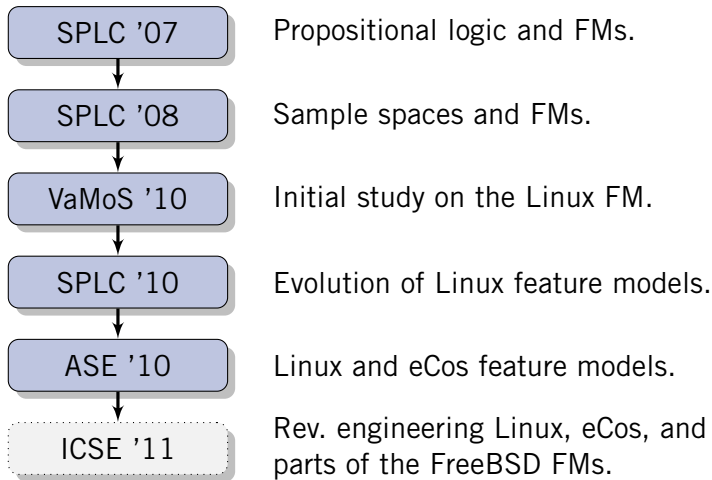 SPLC ’07
Propositional logic and FMs.
SPLC ’08
Sample spaces and FMs.
VaMoS ’10
Initial study on the Linux FM.
SPLC ’10
Evolution of Linux feature models.
ASE ’10
Linux and eCos feature models.
ICSE ’11
Rev. engineering Linux, eCos, and
parts of the FreeBSD FMs.